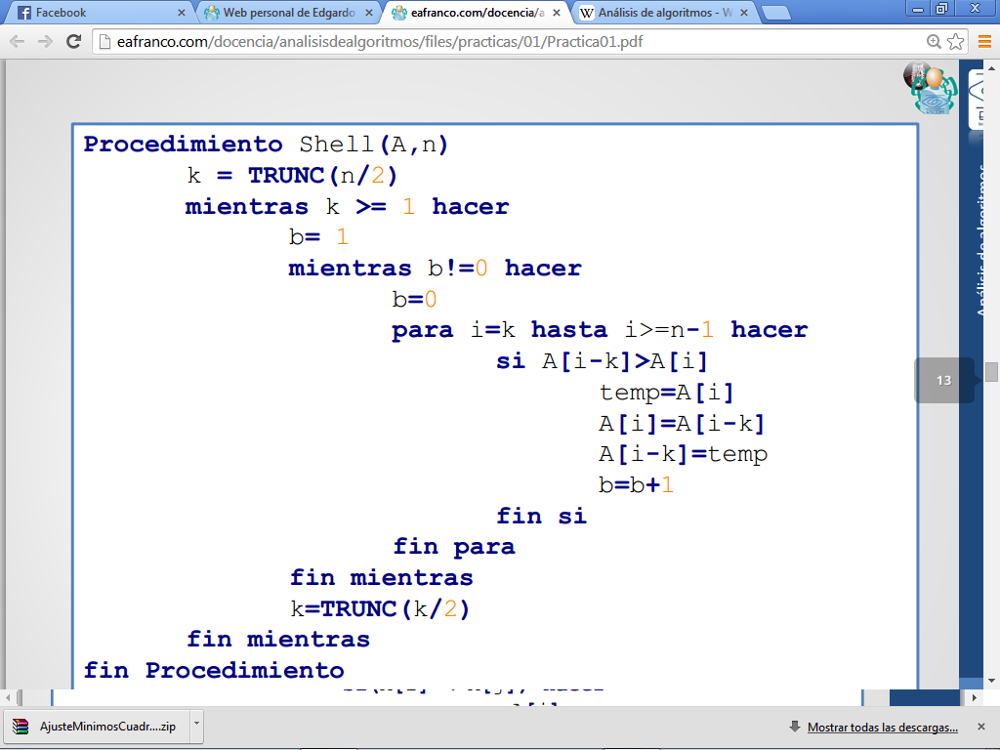 Facebook
Web personal de Edgardo
eafranco.com/docencia/a
Análisis de algoritmos - W
eafranco.com/docencia/analisisdealgoritmos/files/practicas/01/Practica01.pdf
Procedimiento Shell(A,n)
k = TRUNC(n/2)
mientras k >= 1 hacer
b= 1
mientras b!=0 hacer
b=0
para i=k hasta i>=n-1 hacer
si A[i-k]>A[i]
temp=A[i]
A[i]=A[i-k]
A[i-k]=temp
b=b+1
fin si
fin para
fin mientras
k=TRUNC(k/2)
fin mientras
fin Procedimiento
Análisis de algoritmos
13
AjusteMinimosCuadr....zip
Mostrar todas las descargas...